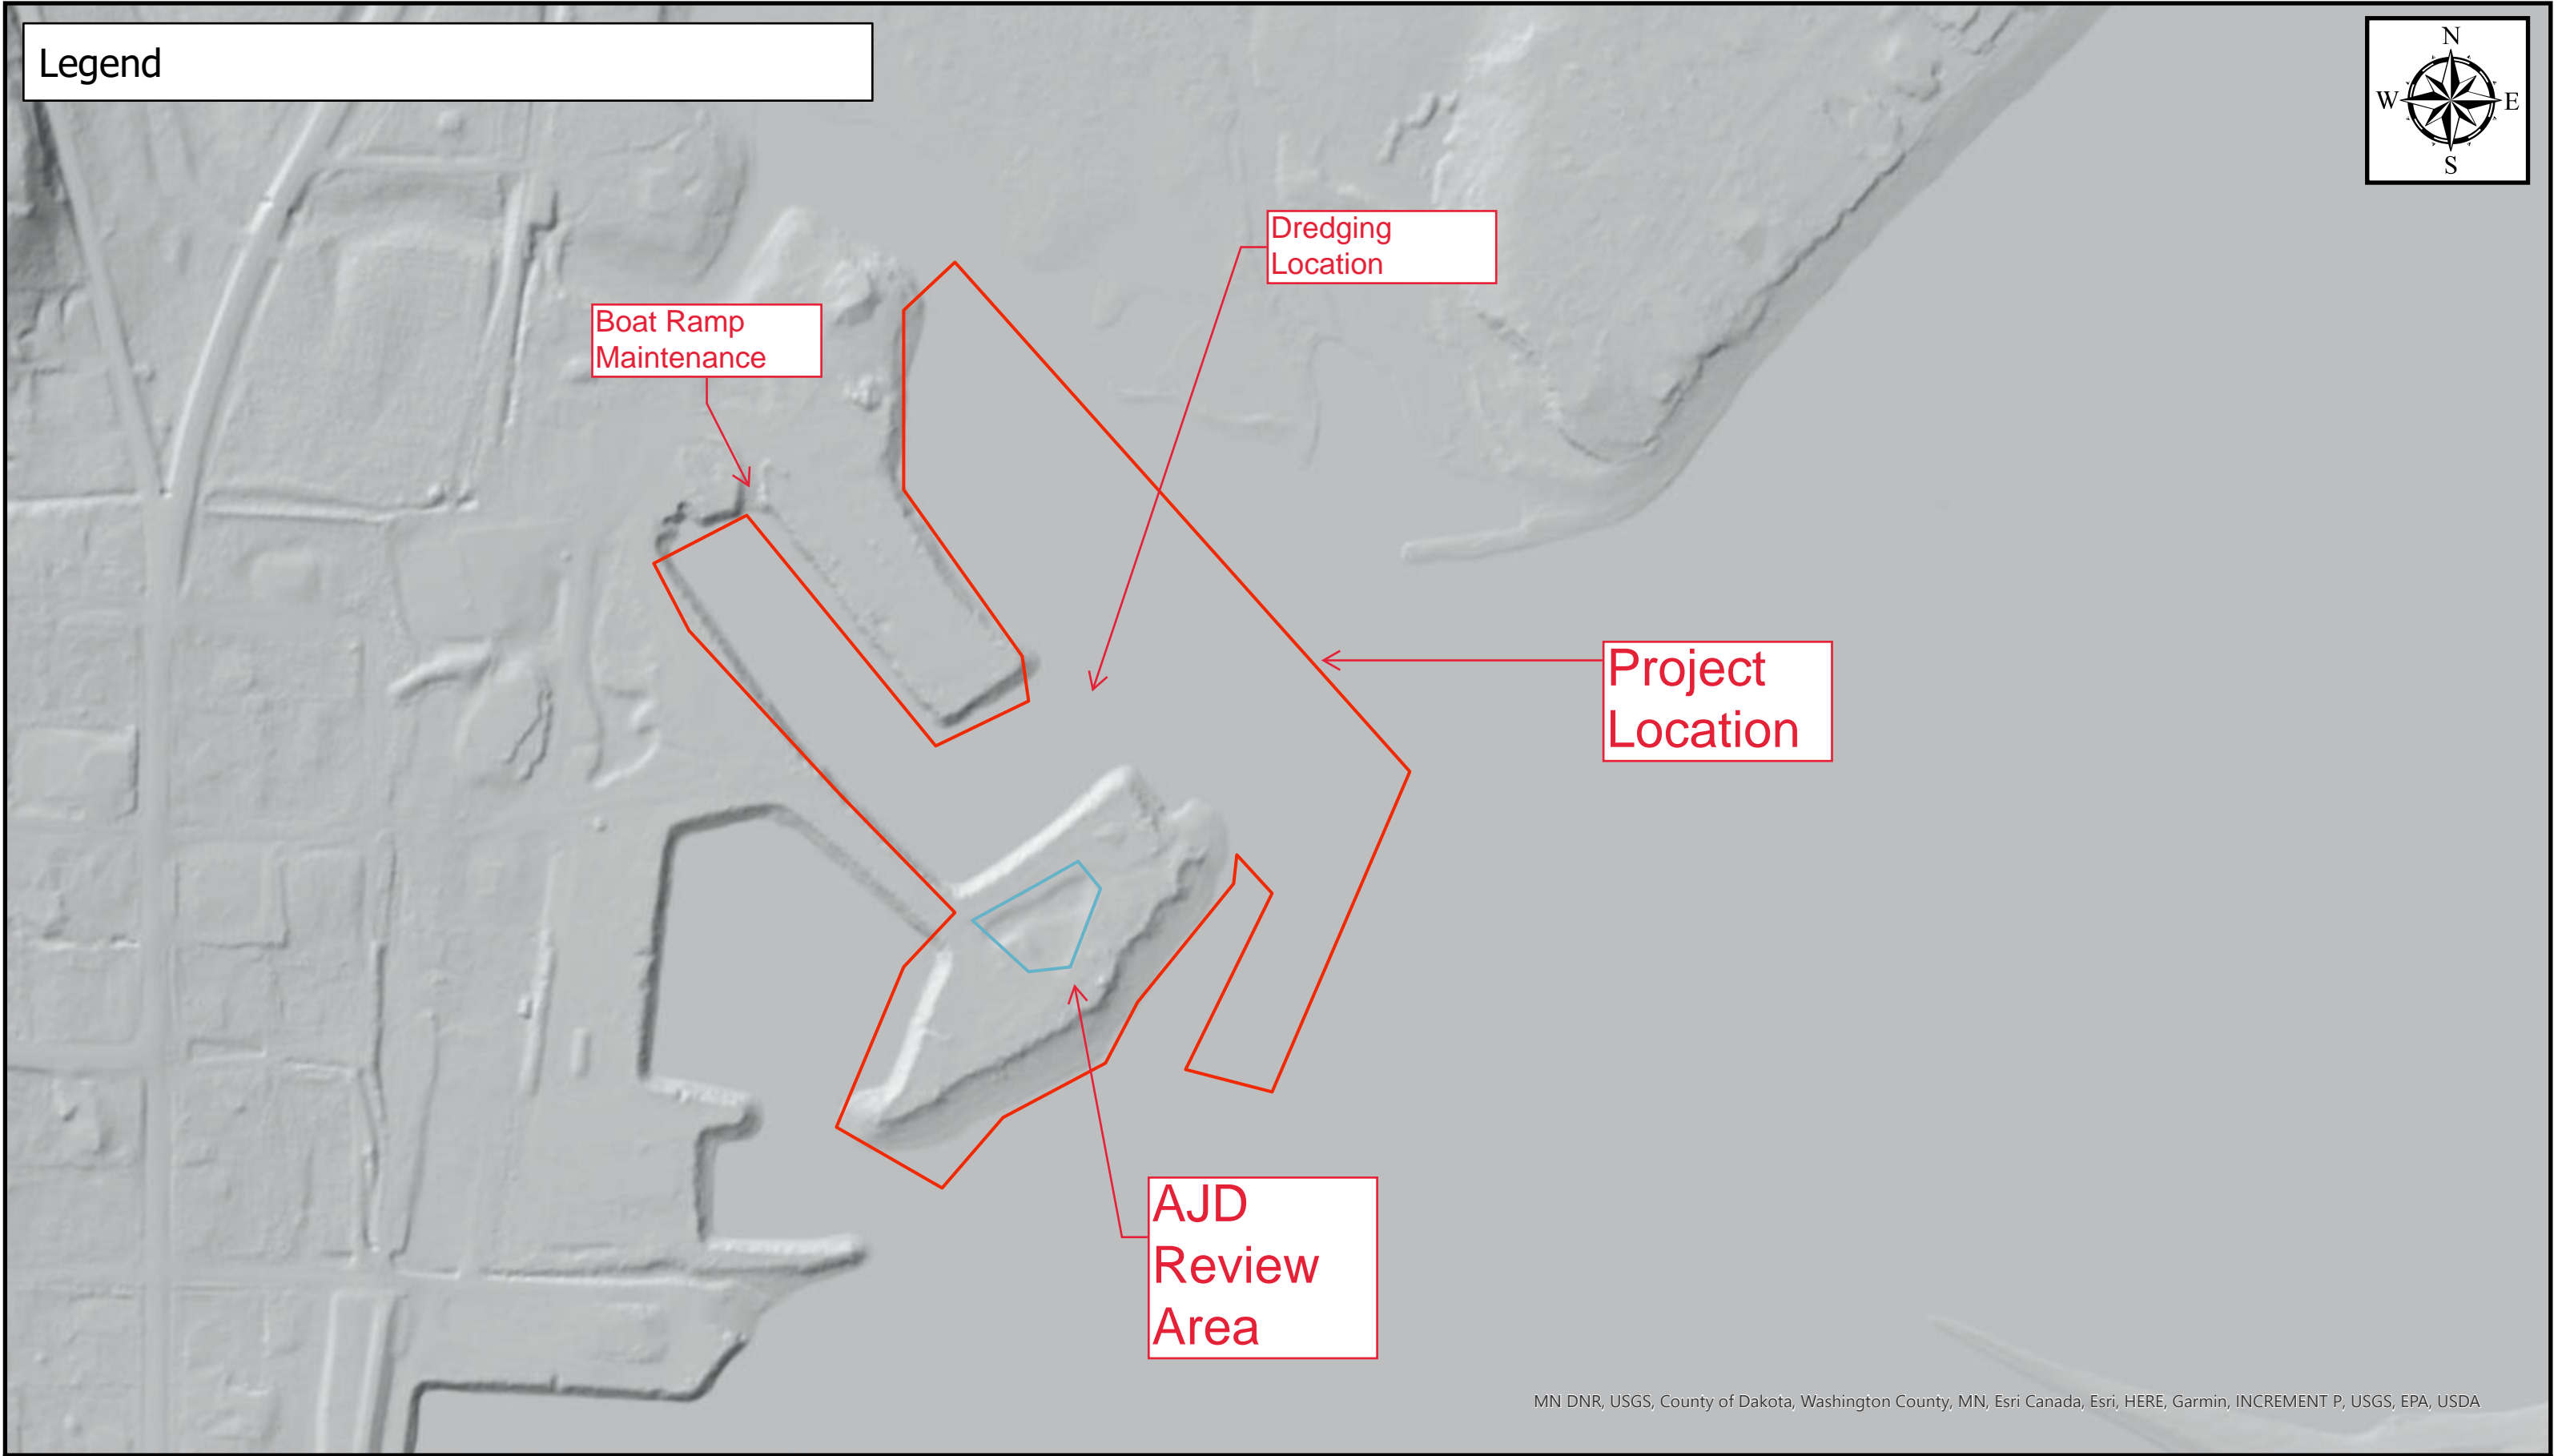 Legend
N
W E
S
Dredging
Location
Boat Ramp
Maintenance
Project
Location
AJD
Review
Area
MN DNR, USGS, County of Dakota, Washington County, MN, Esri Canada, Esri, HERE, Garmin, INCREMENT P, USGS, EPA, USDA